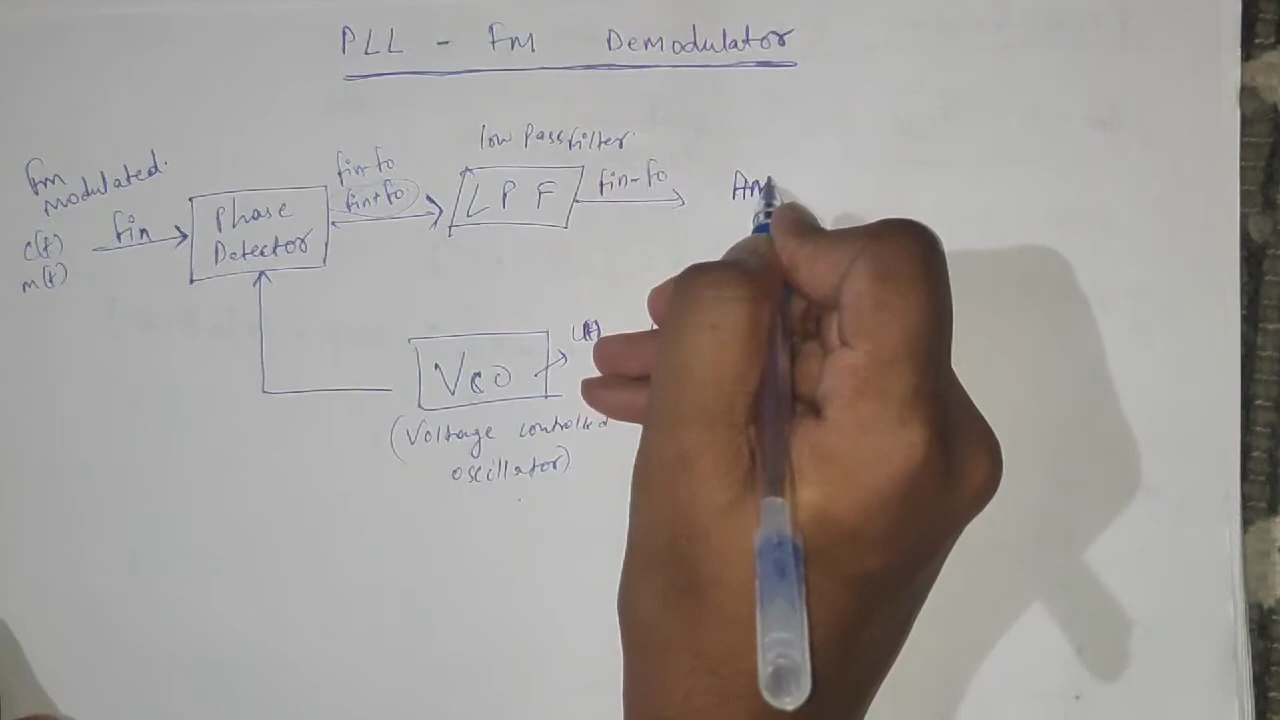 PLL - Fm Demodulator
Fm
modulated.
fin
c(t)
m(t)
Phase
Detector
fin-fo
fin+fo.
low Pass filter.
LPF
fin-fo
Am
VCO
(Voltage controlled
oscillator)